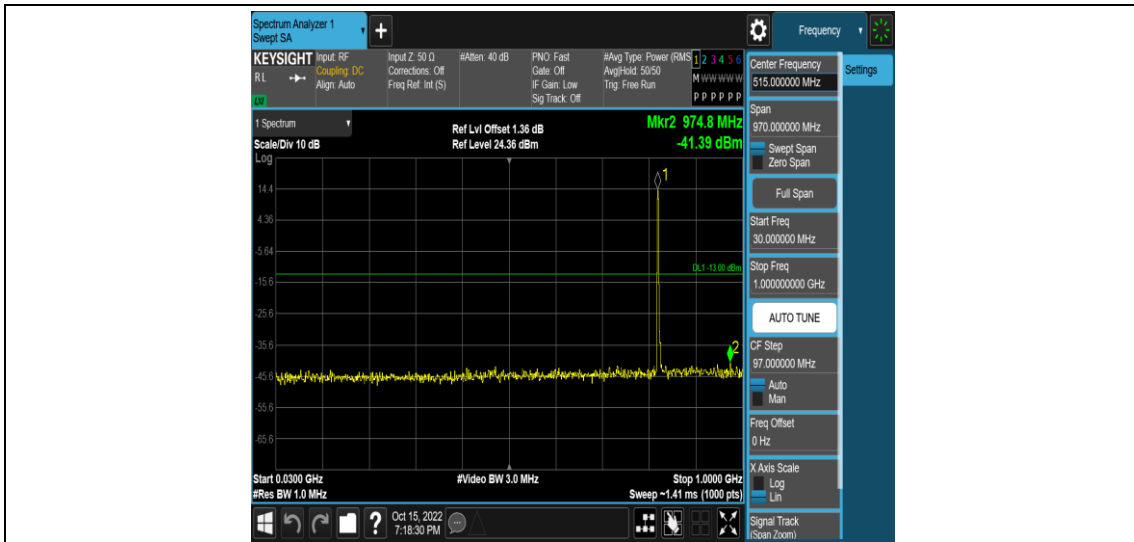 Spectrum Analyzer 1
Swept SA
+
Frequency
KEYSIGHT
RL
LXI
Input: RF
Coupling: DC
Align: Auto
Input Z: 50 Ω
Corrections: Off
Freq Ref: Int (S)
#Atten: 40 dB
PNO: Fast
Gate: Off
IF Gain: Low
Sig Track: Off
#Avg Type: Power (RMS
Avg|Hold: 50/50
Trig: Free Run
1 2 3 4 5 6
M W W W W W
P P P P P P
1 Spectrum
Scale/Div 10 dB
Log
Ref Lvl Offset 1.36 dB
Ref Level 24.36 dBm
Mkr2 974.8 MHz
-41.39 dBm
1
14.4
4.36
-5.64
DL1 -13.00 dBm
-15.6
-25.6
-35.6
2
-45.6
-55.6
-65.6
Start 0.0300 GHz
#Res BW 1.0 MHz
#Video BW 3.0 MHz
Stop 1.0000 GHz
Sweep ~1.41 ms (1000 pts)
?
Oct 15, 2022
7:18:30 PM
Center Frequency
515.000000 MHz
Settings
Span
970.000000 MHz
Swept Span
Zero Span
Full Span
Start Freq
30.000000 MHz
Stop Freq
1.000000000 GHz
AUTO TUNE
CF Step
97.000000 MHz
Auto
Man
Freq Offset
0 Hz
X Axis Scale
Log
Lin
Signal Track
(Span Zoom)